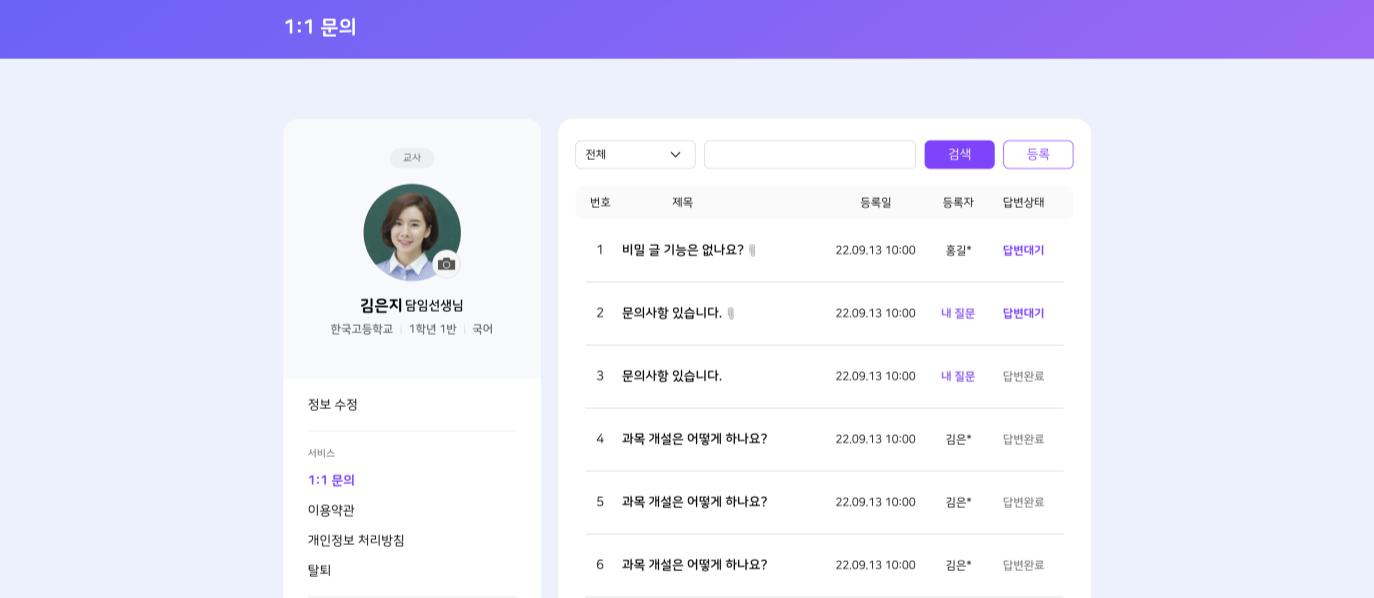 1:1 문의
교사
김은지 담임선생님
한국고등학교 | 1학년 1반 | 국어
정보 수정
서비스
1:1 문의
이용약관
개인정보 처리방침
탈퇴
전체 검색 등록
번호 제목 등록일 등록자 답변상태
1 비밀 글 기능은 없나요? 22.09.13 10:00 홍길* 답변대기
2 문의사항 있습니다. 22.09.13 10:00 내 질문 답변대기
3 문의사항 있습니다. 22.09.13 10:00 내 질문 답변완료
4 과목 개설은 어떻게 하나요? 22.09.13 10:00 김은* 답변완료
5 과목 개설은 어떻게 하나요? 22.09.13 10:00 김은* 답변완료
6 과목 개설은 어떻게 하나요? 22.09.13 10:00 김은* 답변완료